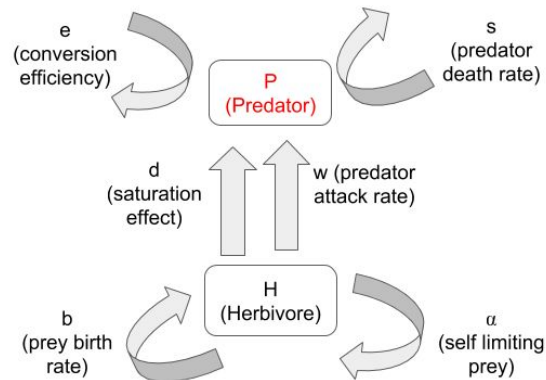 e
(conversion
efficiency)
s
(predator
death rate)
P
(Predator)
d
(saturation
effect)
w (predator
attack rate)
H
(Herbivore)
b
(prey birth
rate)
α
(self limiting
prey)